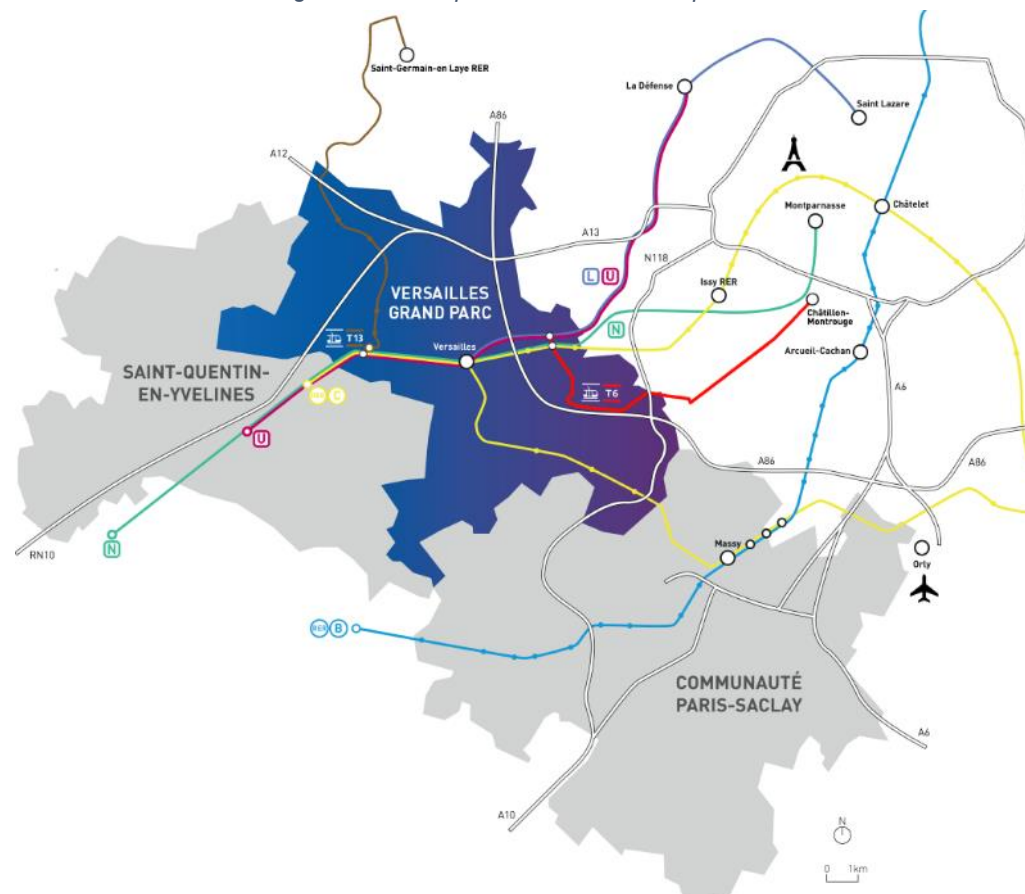 Saint-Germain-en Laye RER
La Défense
A86
Saint Lazare
A12
Montparnasse
Châtelet
A13
N118
L U
Issy RER
VERSAILLES
GRAND PARC
N
Châtillon-
Montrouge
T13
Versailles
Arcueil-Cachan
SAINT-QUENTIN-
EN-YVELINES
RER C
T6
A6
U
A86
A86
N
RN10
Massy
Orly
RER B
COMMUNAUTÉ
PARIS-SACLAY
A6
A10
N
0 1km